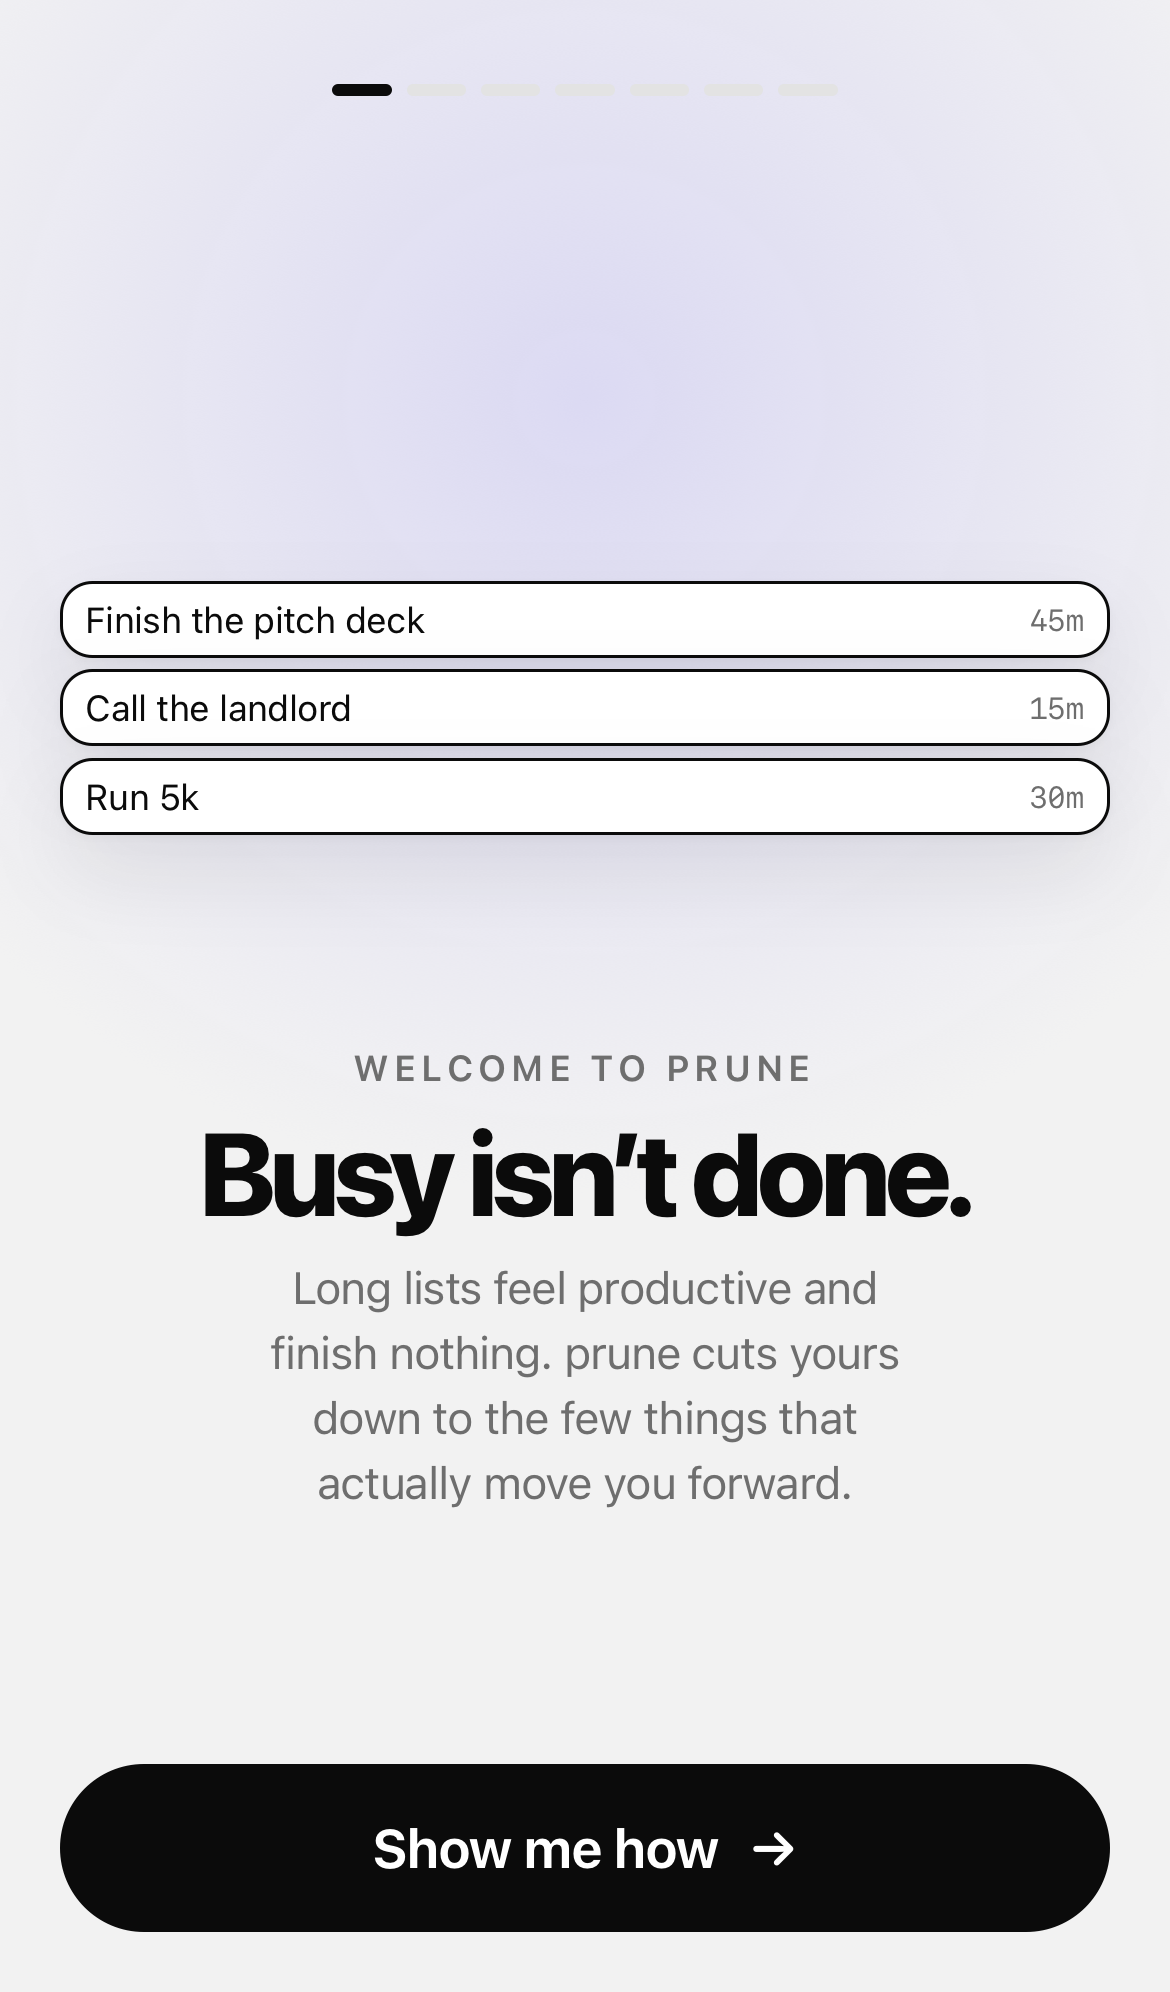 Finish the pitch deck 45m
Call the landlord 15m
Run 5k 30m
WELCOME TO PRUNE
Busy isn’t done.
Long lists feel productive and
finish nothing. prune cuts yours
down to the few things that
actually move you forward.
Show me how →